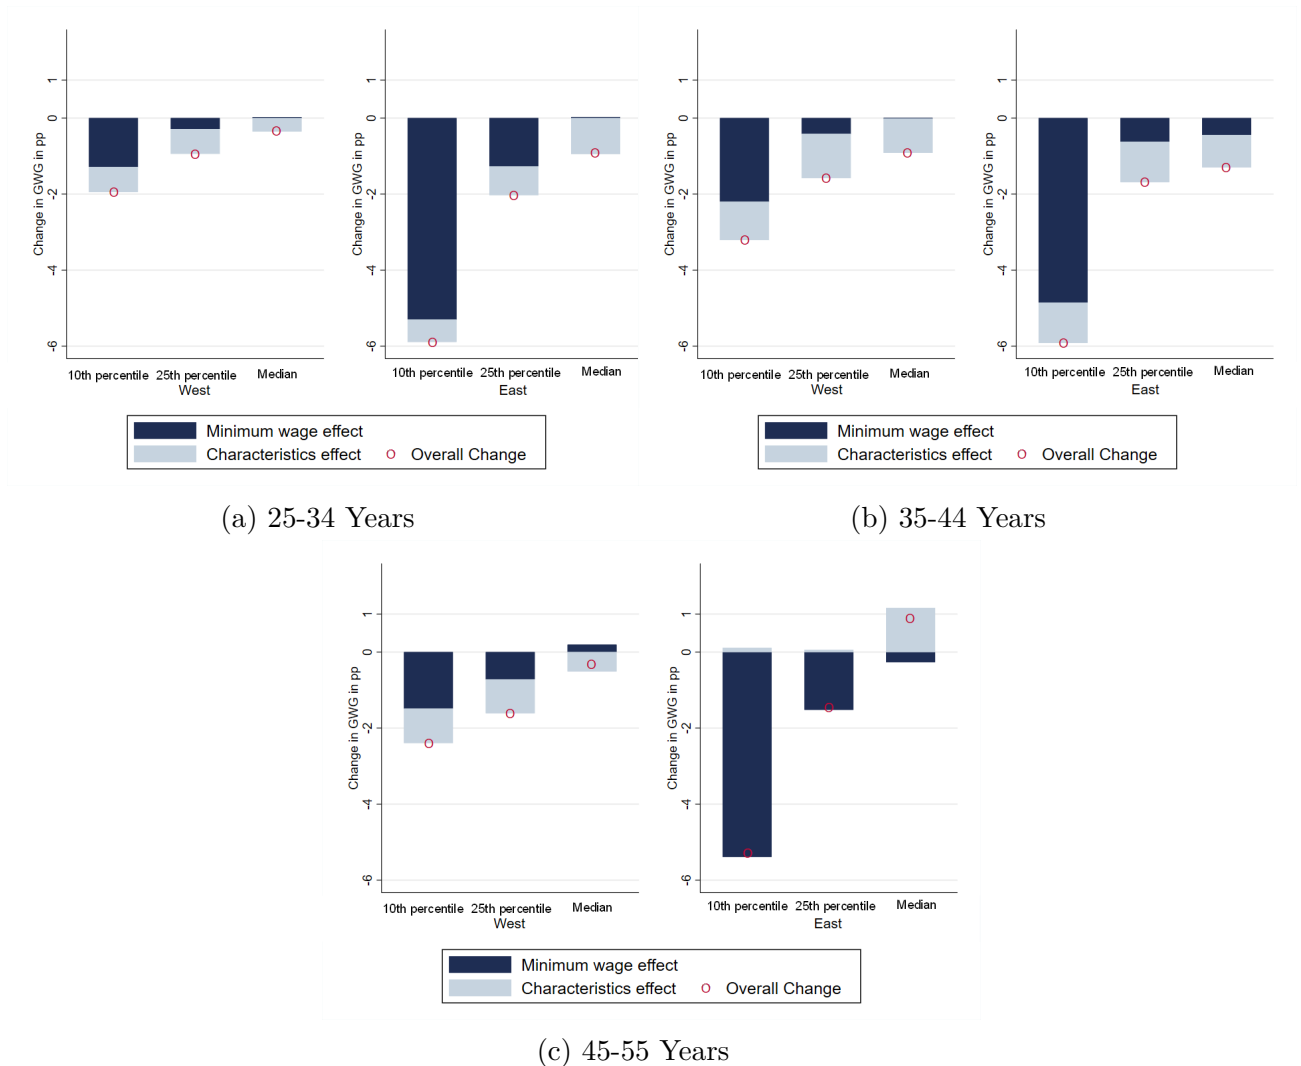 Change in GWG in pp
1
0
-2
-4
-6
10th percentile 25th percentile Median
West
Change in GWG in pp
1
0
-2
-4
-6
10th percentile 25th percentile Median
East
Minimum wage effect
Characteristics effect O Overall Change
(a) 25-34 Years
Change in GWG in pp
1
0
-2
-4
-6
10th percentile 25th percentile Median
West
Change in GWG in pp
1
0
-2
-4
-6
10th percentile 25th percentile Median
East
Minimum wage effect
Characteristics effect O Overall Change
(b) 35-44 Years
Change in GWG in pp
1
0
-2
-4
-6
10th percentile 25th percentile Median
West
Change in GWG in pp
1
0
-2
-4
-6
10th percentile 25th percentile Median
East
Minimum wage effect
Characteristics effect O Overall Change
(c) 45-55 Years